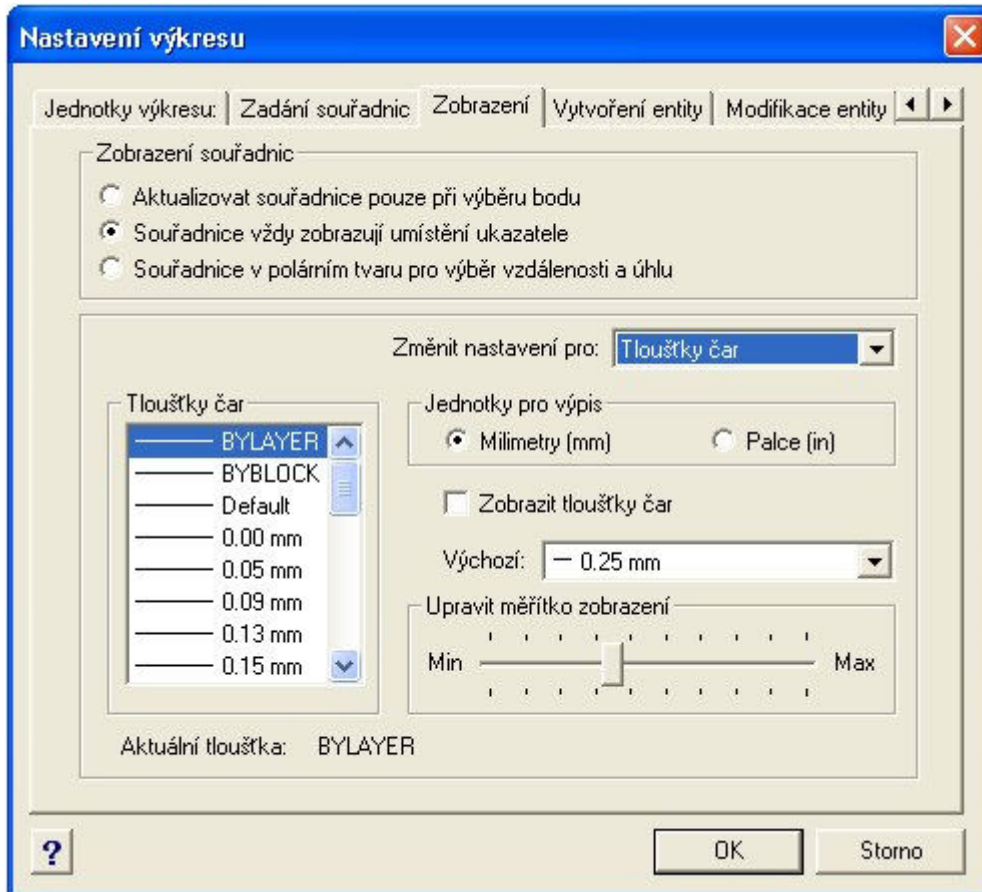 Nastavení výkresu
Jednotky výkresu:
Zadání souřadnic
Zobrazení
Vytvoření entity
Modifikace entity
Zobrazení souřadnic
Aktualizovat souřadnice pouze při výběru bodu
Souřadnice vždy zobrazují umístění ukazatele
Souřadnice v polárním tvaru pro výběr vzdálenosti a úhlu
Změnit nastavení pro: Tloušťky čar
Tloušťky čar
BYLAYER
BYBLOCK
Default
0.00 mm
0.05 mm
0.09 mm
0.13 mm
0.15 mm
Jednotky pro výpis
Milimetry (mm)
Palce (in)
Zobrazit tloušťky čar
Výchozí: 0.25 mm
Upravit měřítko zobrazení
Min
Max
Aktuální tloušťka: BYLAYER
?
OK
Storno